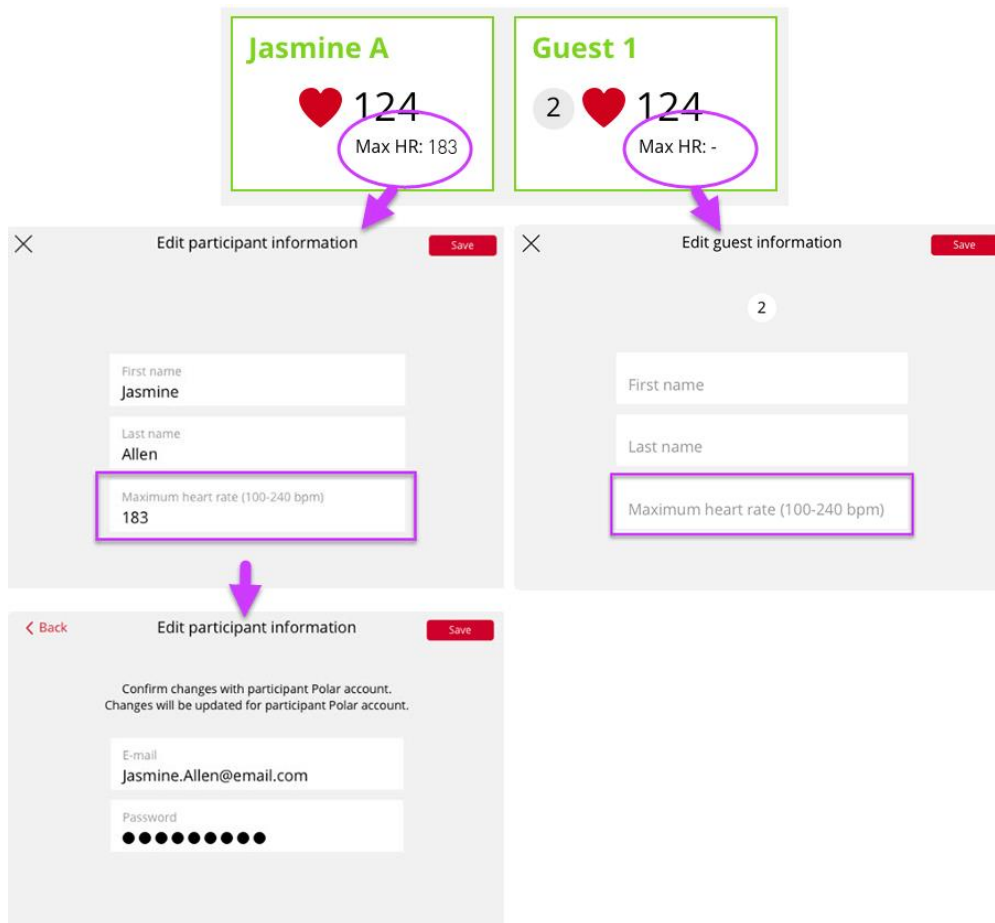 Jasmine A
124
Max HR: 183
Guest 1
2
124
Max HR: -
Edit participant information
Save
First name
Jasmine
Last name
Allen
Maximum heart rate (100-240 bpm)
183
Edit guest information
Save
2
First name
Last name
Maximum heart rate (100-240 bpm)
Back
Edit participant information
Save
Confirm changes with participant Polar account.
Changes will be updated for participant Polar account.
E-mail
Jasmine.Allen@email.com
Password
●●●●●●●●●